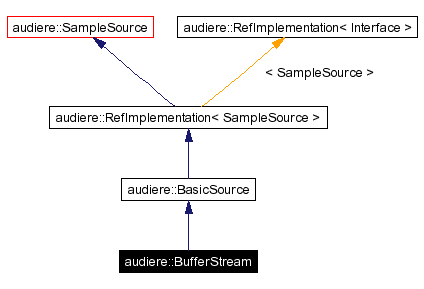 audiere::SampleSource
audiere::RefImplementation< Interface >
< SampleSource >
audiere::RefImplementation< SampleSource >
audiere::BasicSource
audiere::BufferStream